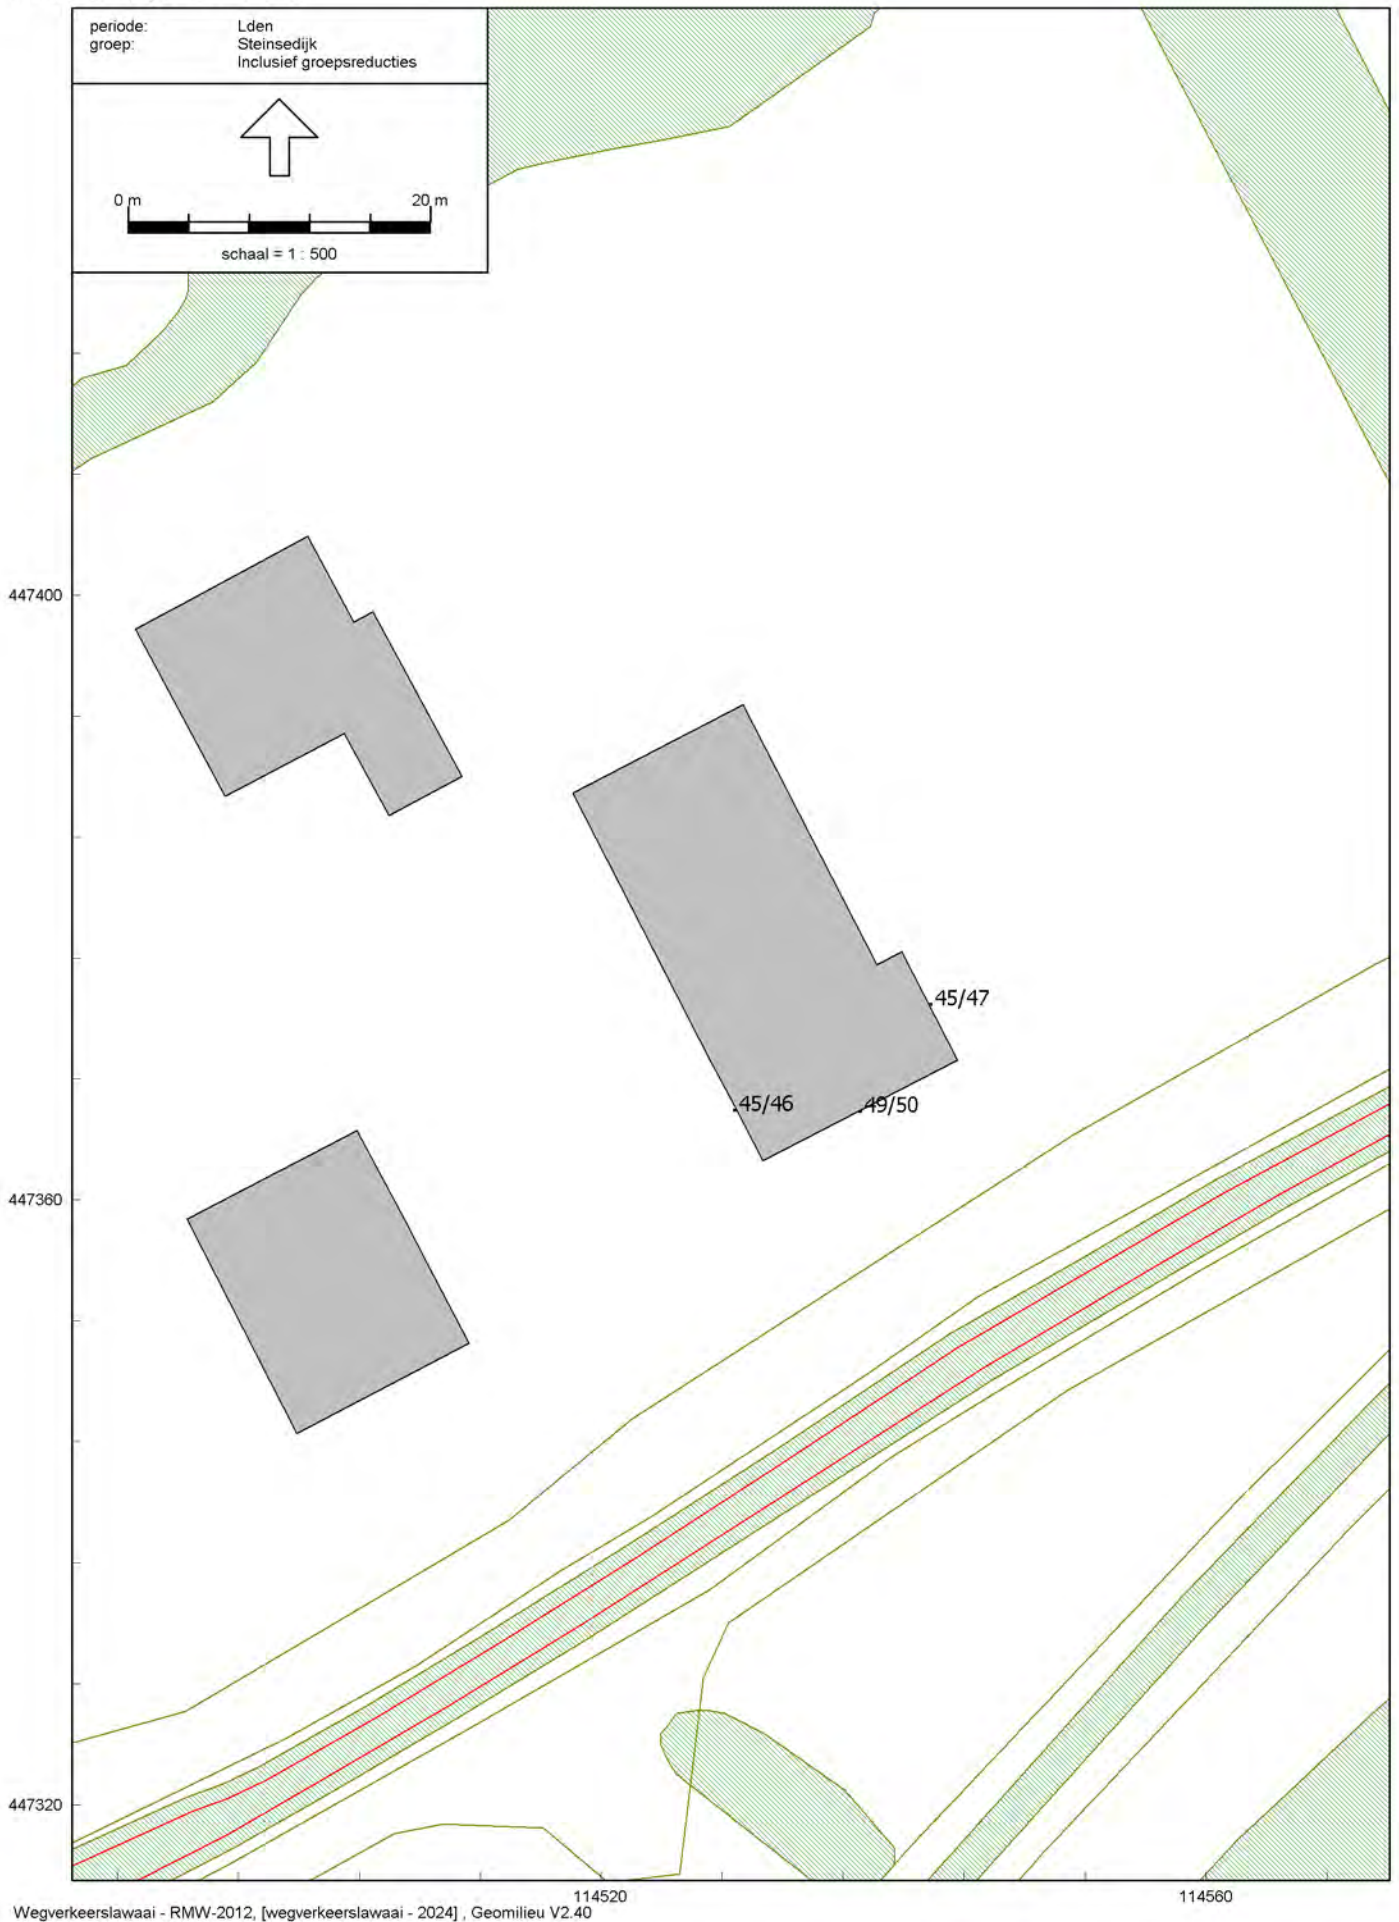 periode: Lden
groep: Steinsedijk
Inclusief groepsreducties
0 m 20 m
schaal = 1 : 500
447400
45/47
45/46
49/50
447360
447320
114520 114560
Wegverkeerslawaai - RMW-2012, [wegverkeerslawaai - 2024] , Geomilieu V2.40